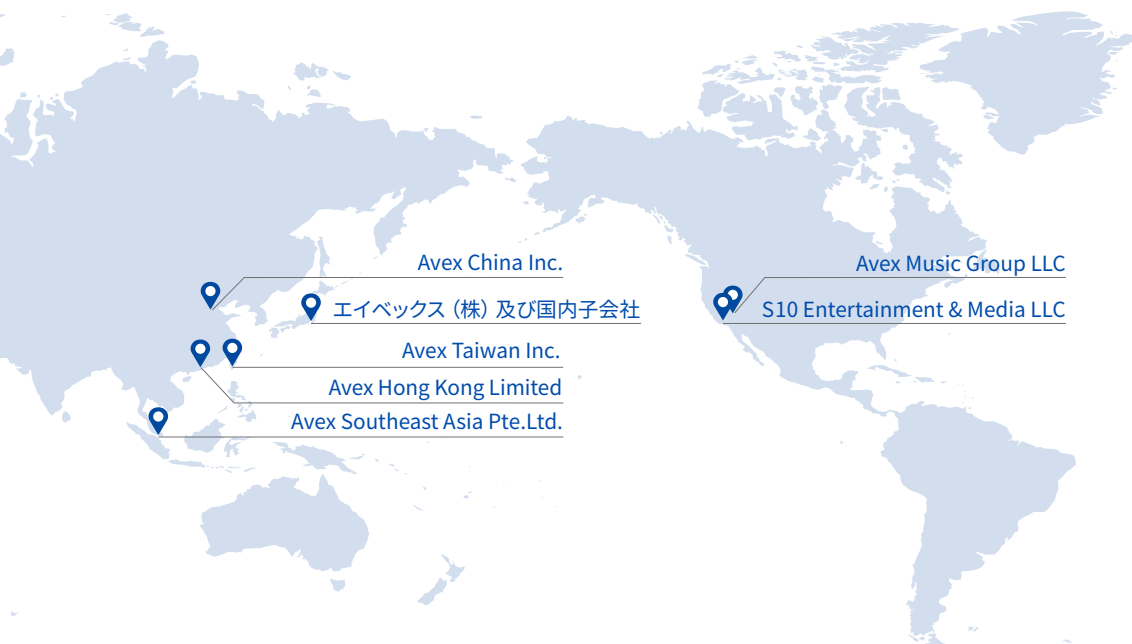 Avex China Inc.
エイベックス（株）及び国内子会社
Avex Taiwan Inc.
Avex Hong Kong Limited
Avex Southeast Asia Pte.Ltd.
Avex Music Group LLC
S10 Entertainment & Media LLC